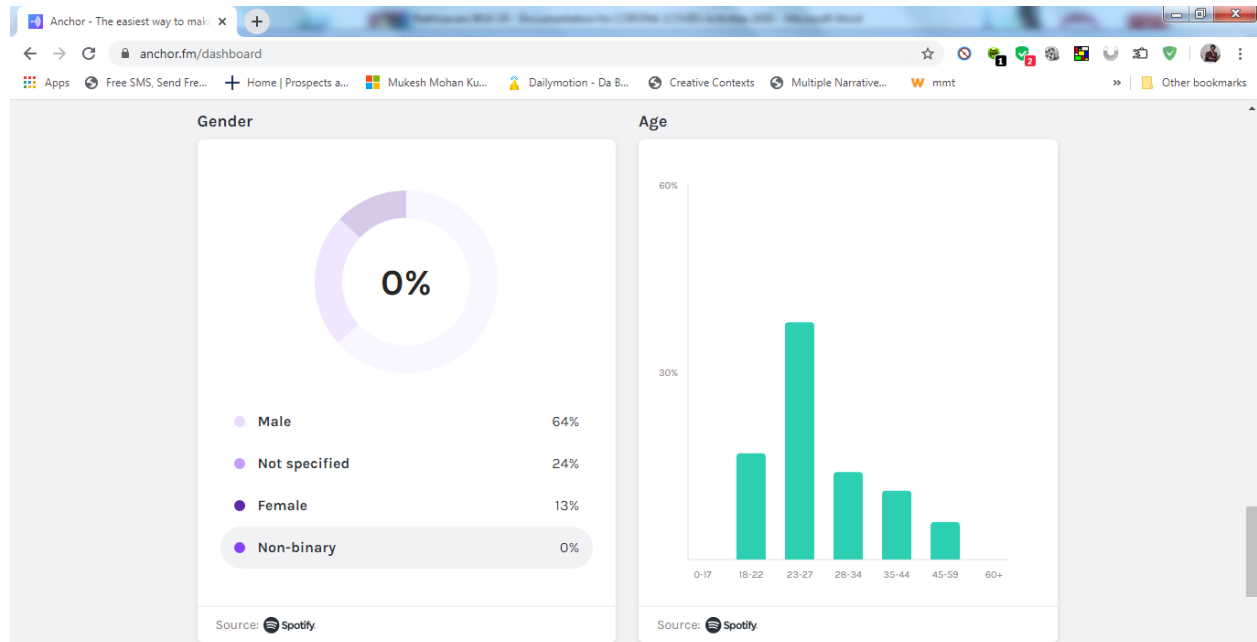 Anchor - The easiest way to mak
anchor.fm/dashboard
1
2
Apps
Free SMS, Send Fre...
Home | Prospects a...
Mukesh Mohan Ku...
Dailymotion - Da B...
Creative Contexts
Multiple Narrative...
W mmt
»
Other bookmarks
Gender
0%
Male 64%
Not specified 24%
Female 13%
Non-binary 0%
Source: Spotify
Age
60%
30%
0-17 18-22 23-27 28-34 35-44 45-59 60+
Source: Spotify